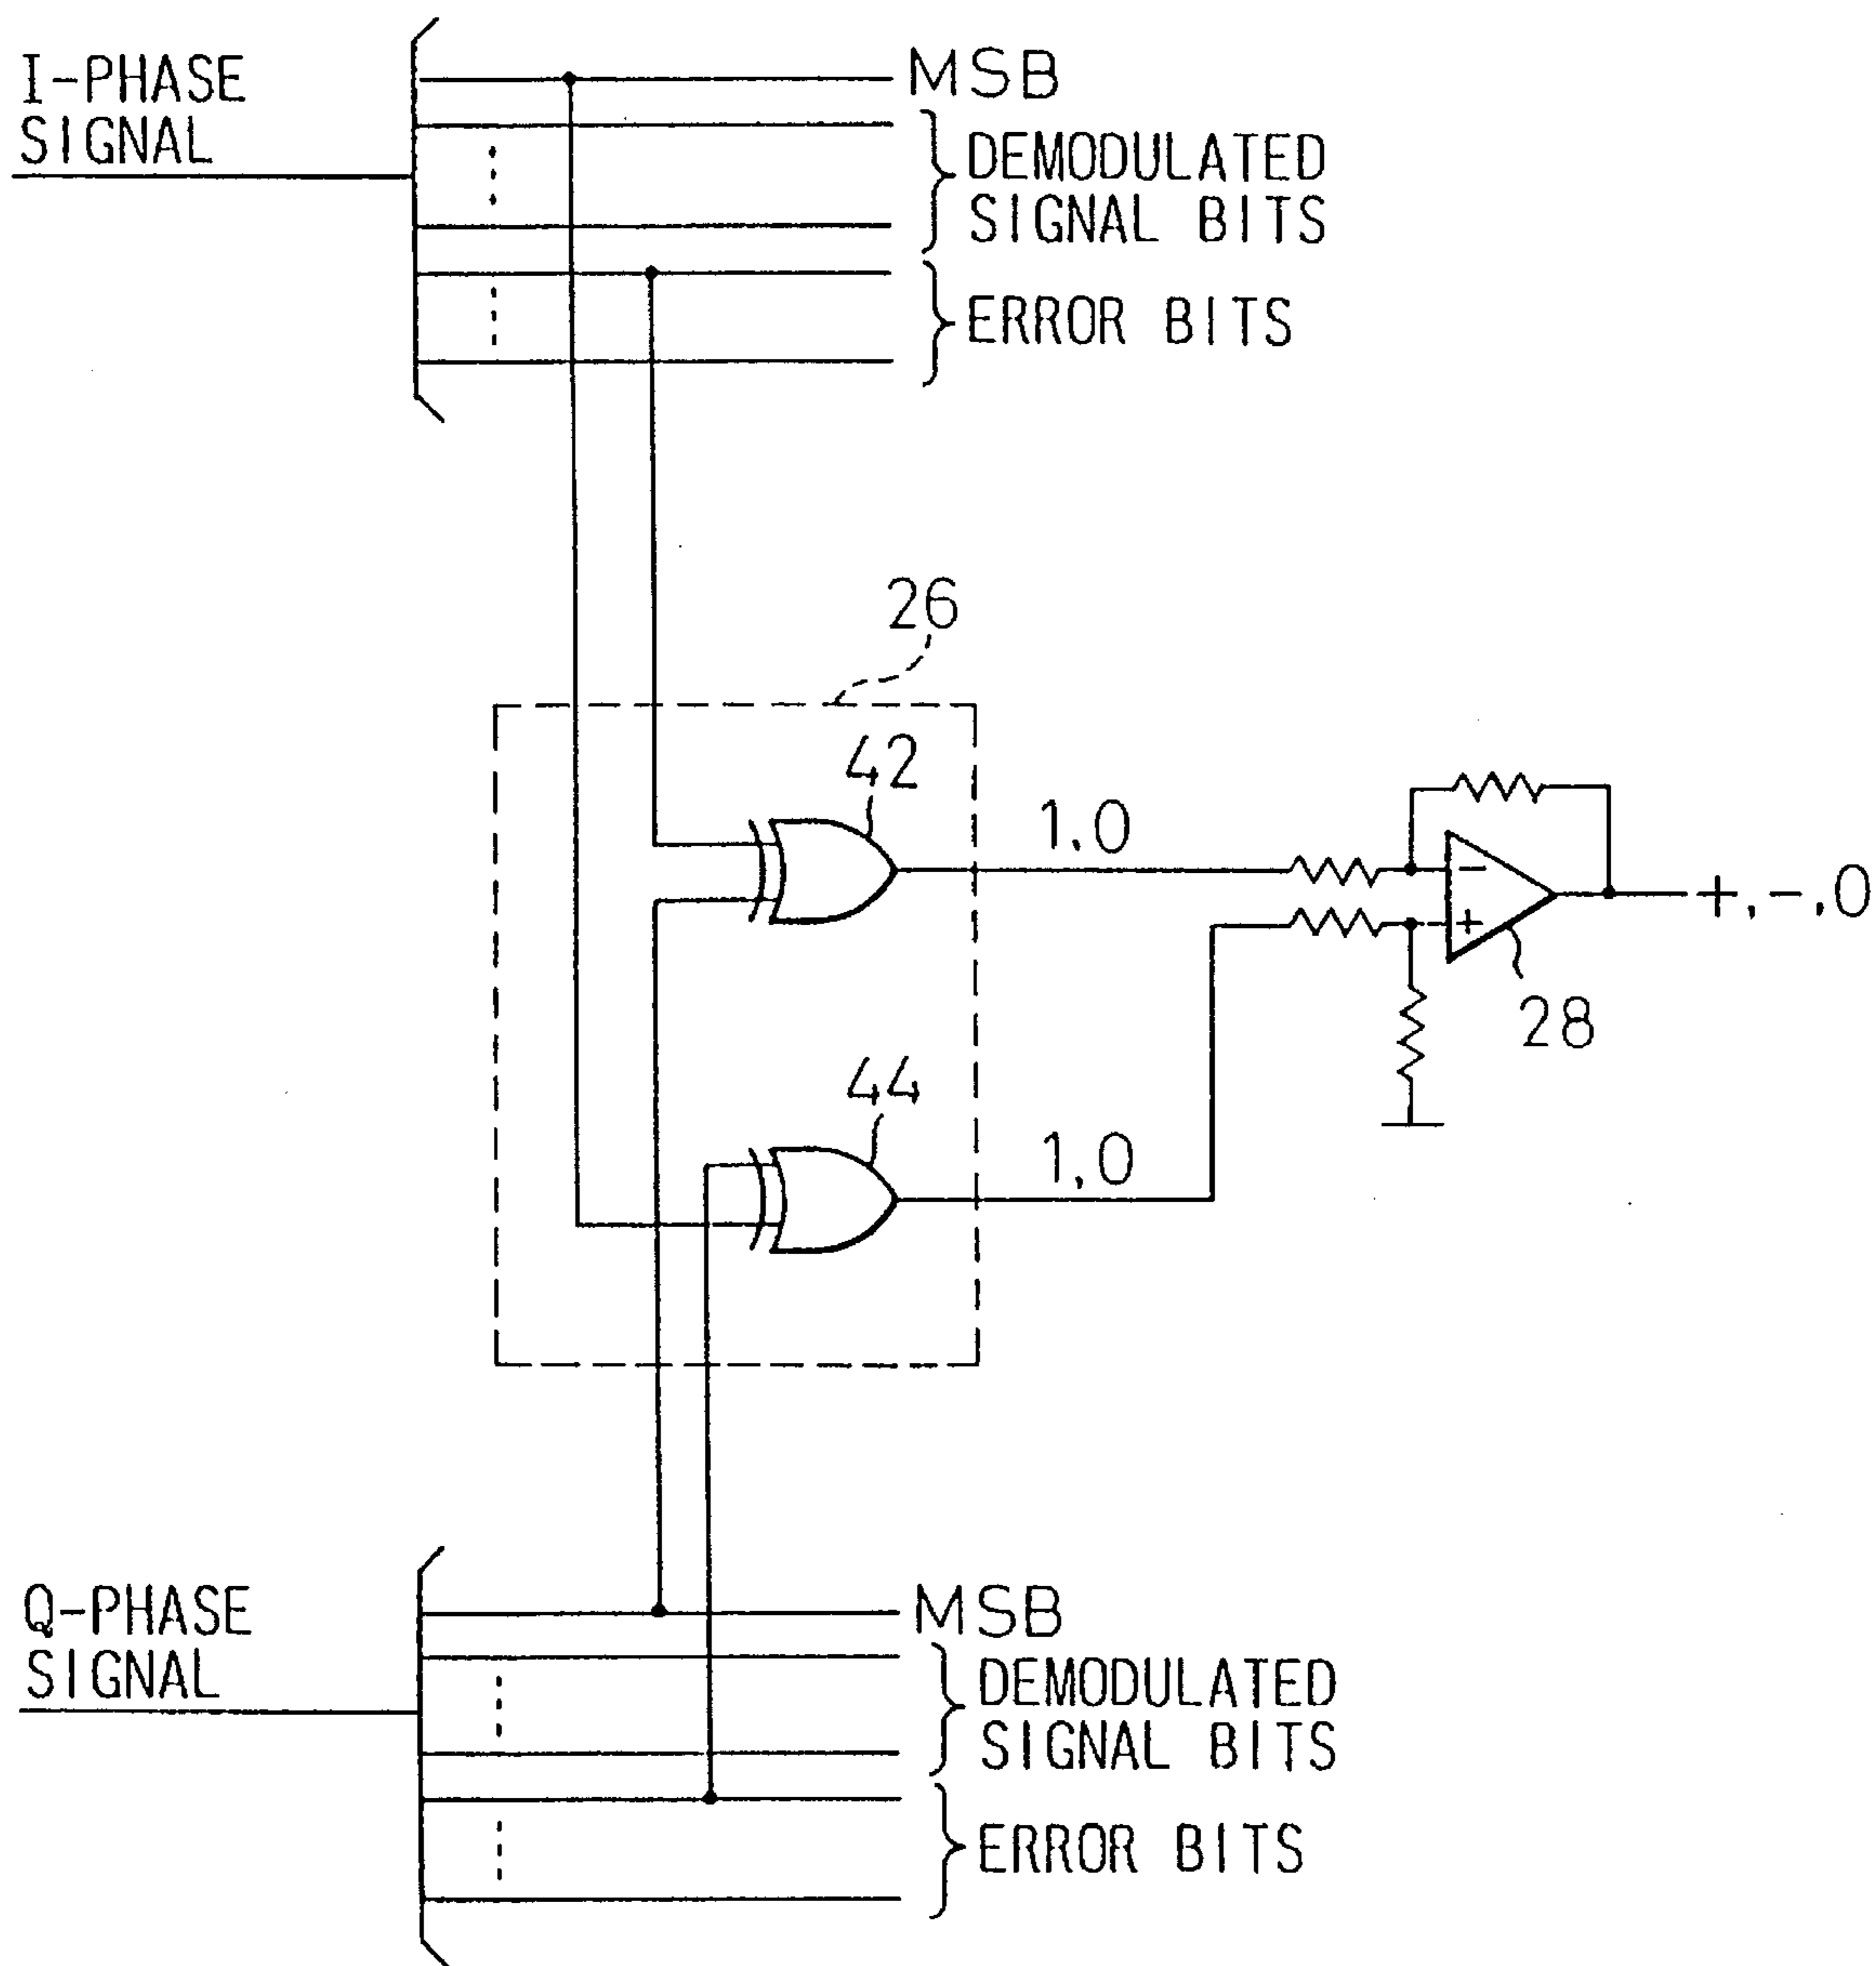 I-PHASE
SIGNAL
MSB
DEMODULATED
SIGNAL BITS
ERROR BITS
26
42
1,0
-
+
+,-,0
28
44
1,0
Q-PHASE
SIGNAL
MSB
DEMODULATED
SIGNAL BITS
ERROR BITS